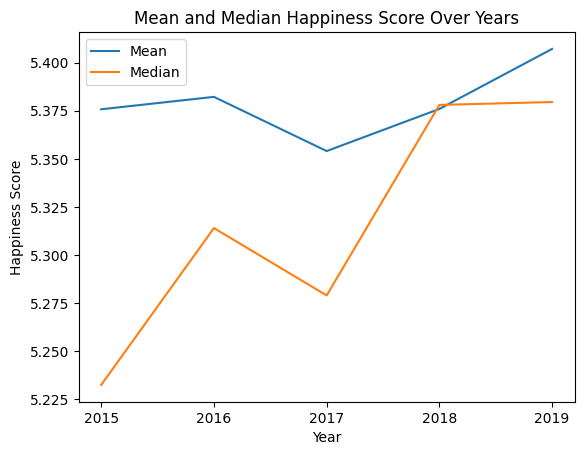 Mean and Median Happiness Score Over Years
Mean
Median
Happiness Score
5.400
5.375
5.350
5.325
5.300
5.275
5.250
5.225
2015 2016 2017 2018 2019
Year